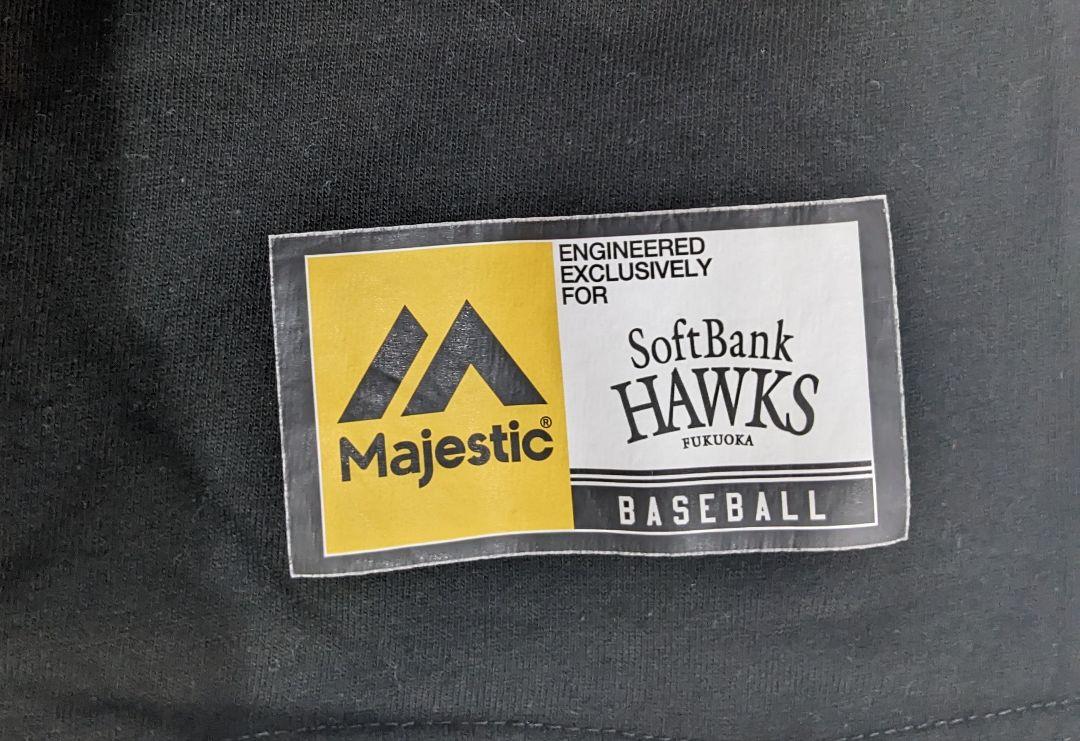 Majestic®
ENGINEERED
EXCLUSIVELY
FOR
SoftBank
HAWKS
FUKUOKA
BASEBALL